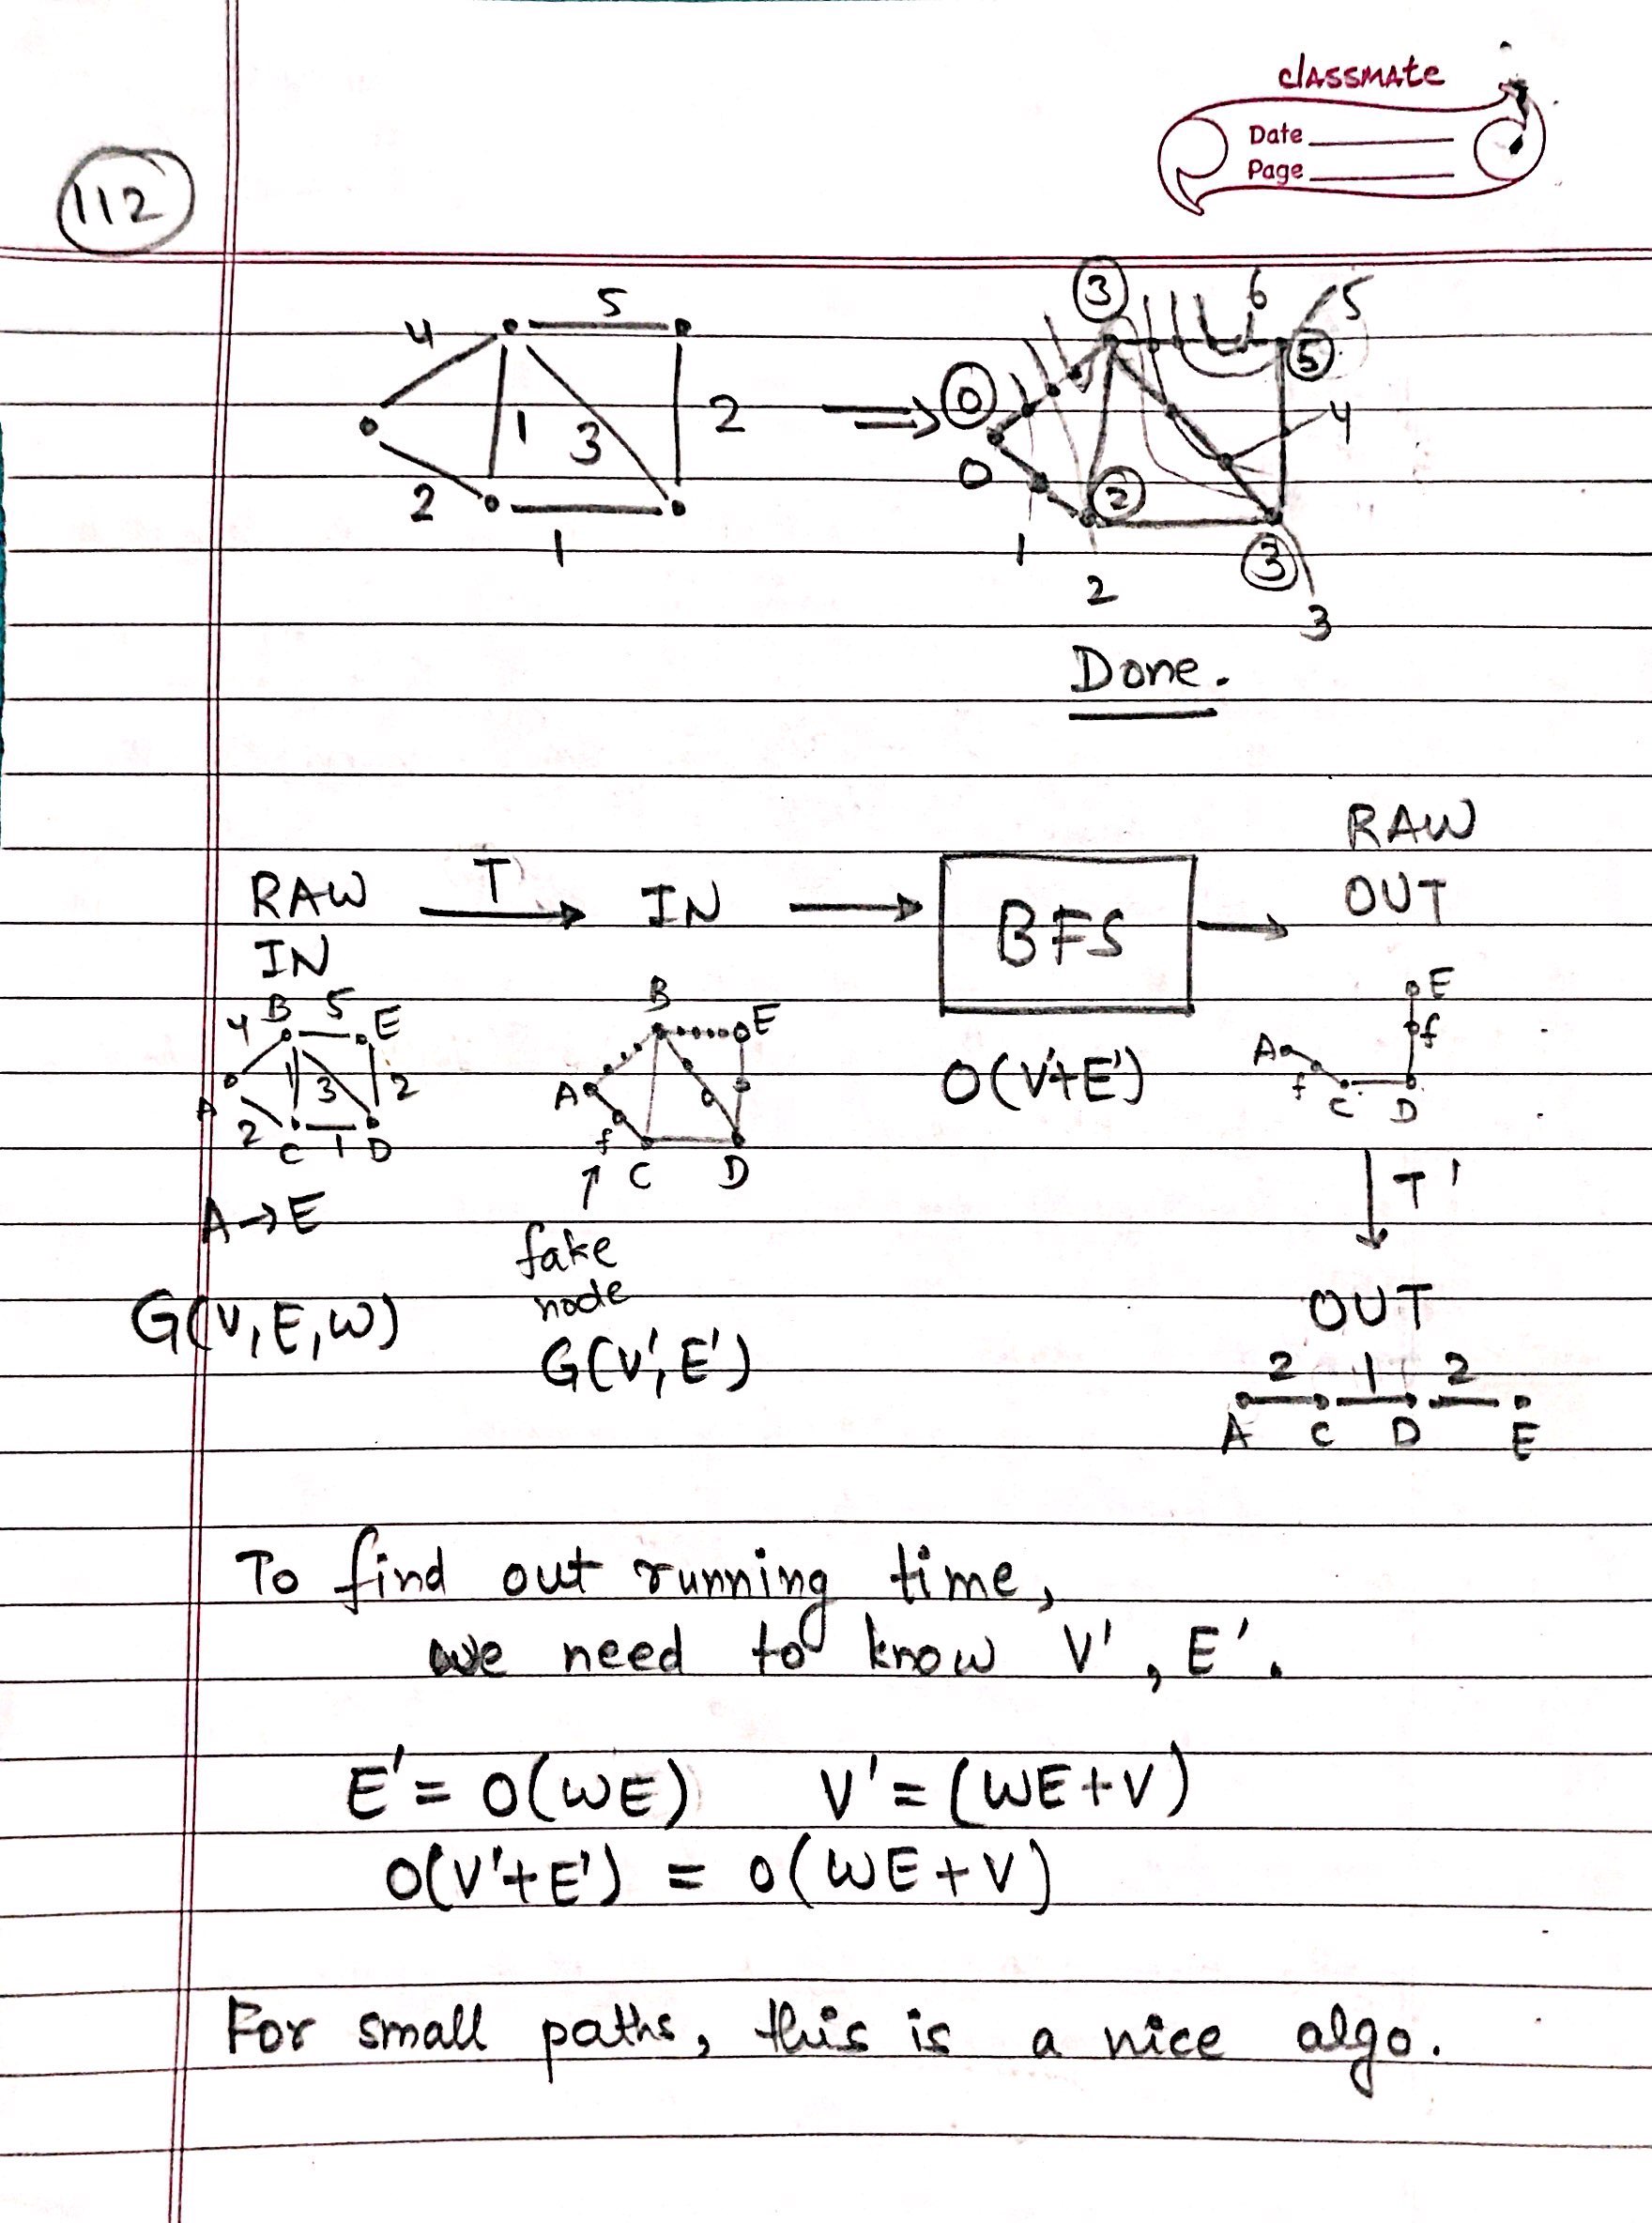 classmate
Date
Page
112
5
4
1 3 2
2
1
3 6 5
0 5
4
0 2
1 3
2 3
Done.
RAW
OUT
RAW T IN BFS
IN
B 5 E
4
1 3 2
A
2 C 1 D
A→E
G(V,E,W)
B E
A
f C D
↑
fake
node
G(V',E')
O(V'+E')
E
f
A
f C D
T'
OUT
2 1 2
A C D E
To find out running time,
we need to know V', E'.
E' = O(WE) V' = (WE+V)
O(V'+E') = O(WE+V)
For small paths, this is a nice algo.